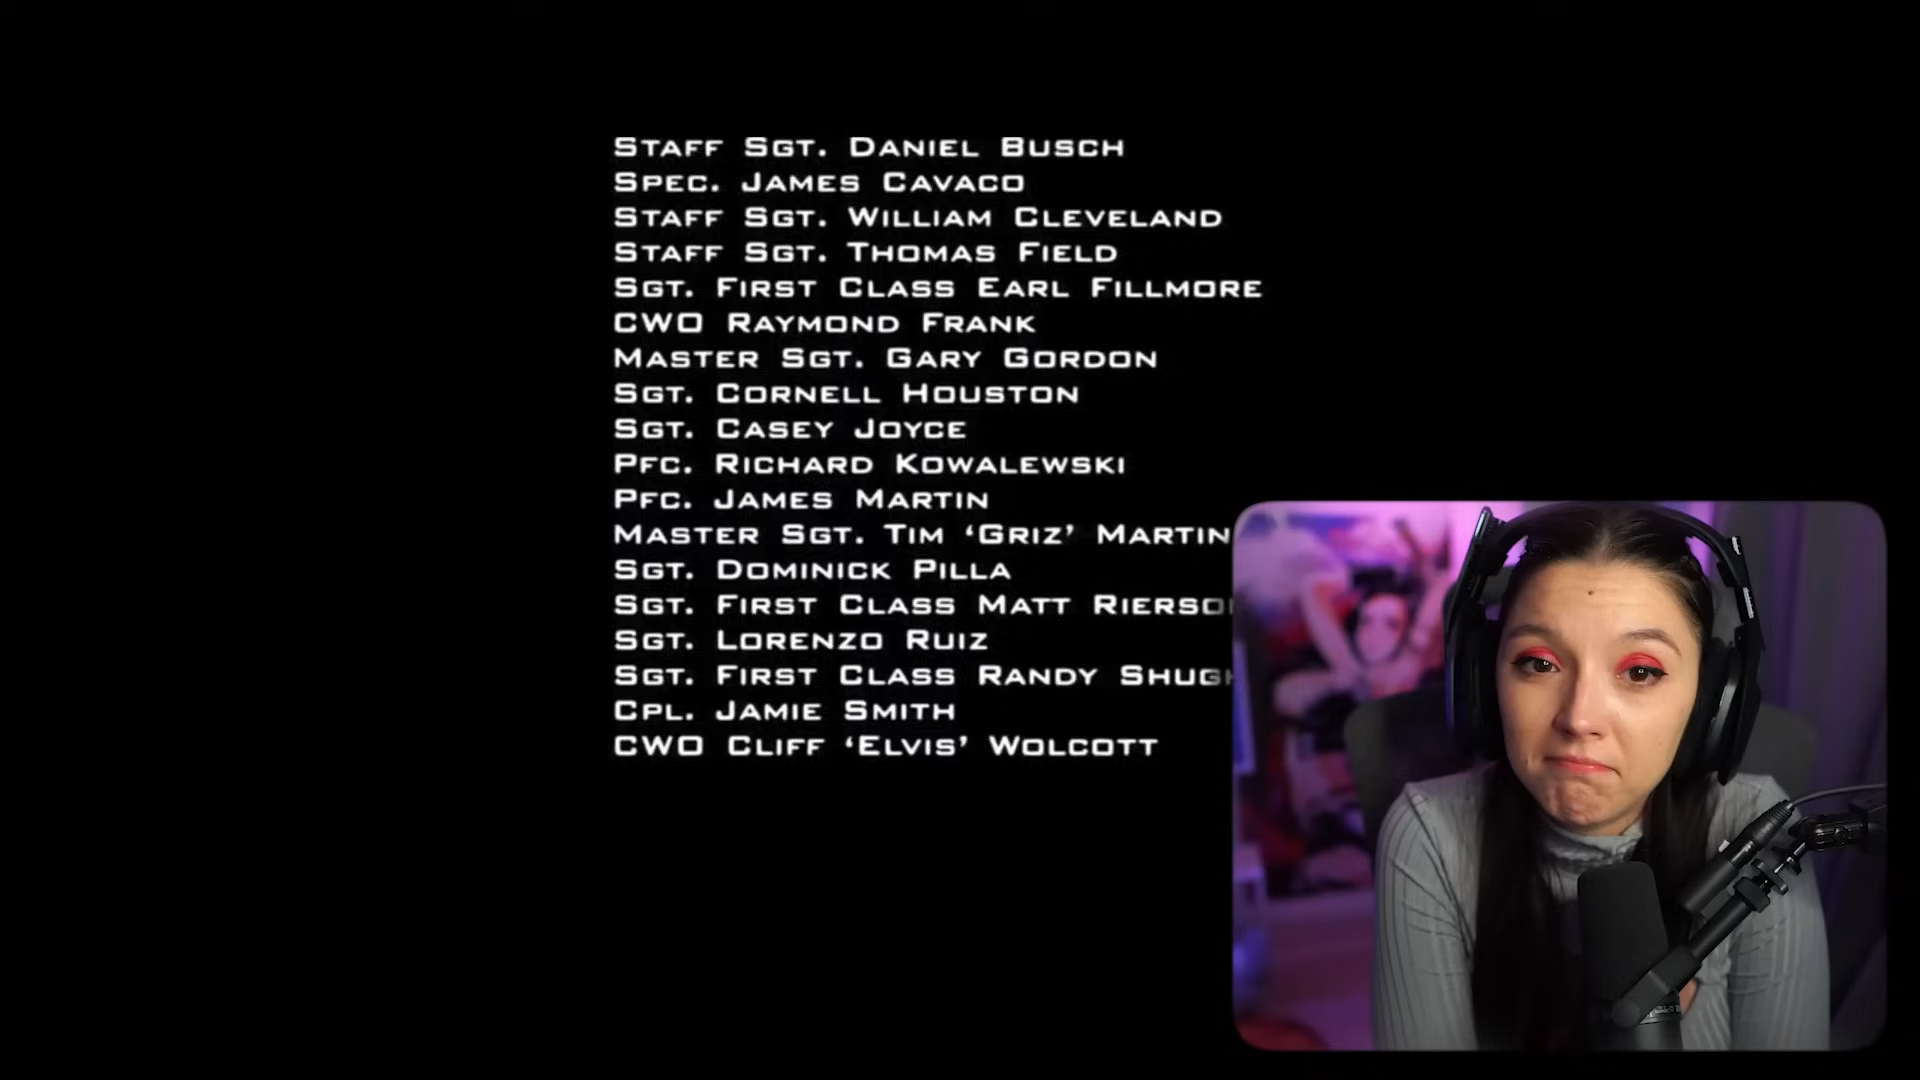 STAFF SGT. DANIEL BUSCH
SPEC. JAMES CAVACO
STAFF SGT. WILLIAM CLEVELAND
STAFF SGT. THOMAS FIELD
SGT. FIRST CLASS EARL FILLMORE
CWO RAYMOND FRANK
MASTER SGT. GARY GORDON
SGT. CORNELL HOUSTON
SGT. CASEY JOYCE
PFC. RICHARD KOWALEWSKI
PFC. JAMES MARTIN
MASTER SGT. TIM ‘GRIZ’ MARTIN
SGT. DOMINICK PILLA
SGT. FIRST CLASS MATT
SGT. LORENZO RUIZ
SGT. FIRST CLASS RANDY
CPL. JAMIE SMITH
CWO CLIFF ‘ELVIS’ WOLCOTT